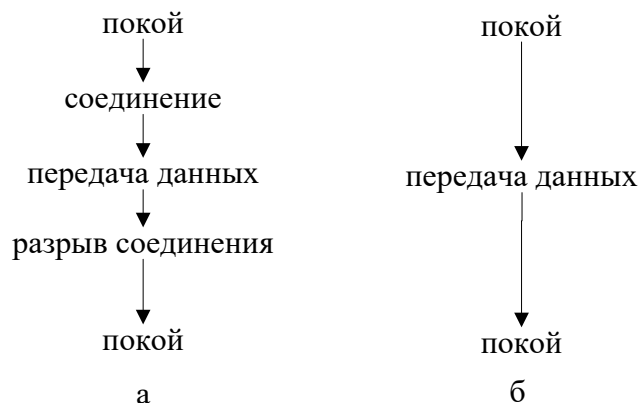 покой
соединение
передача данных
разрыв соединения
покой
а
покой
передача данных
покой
б